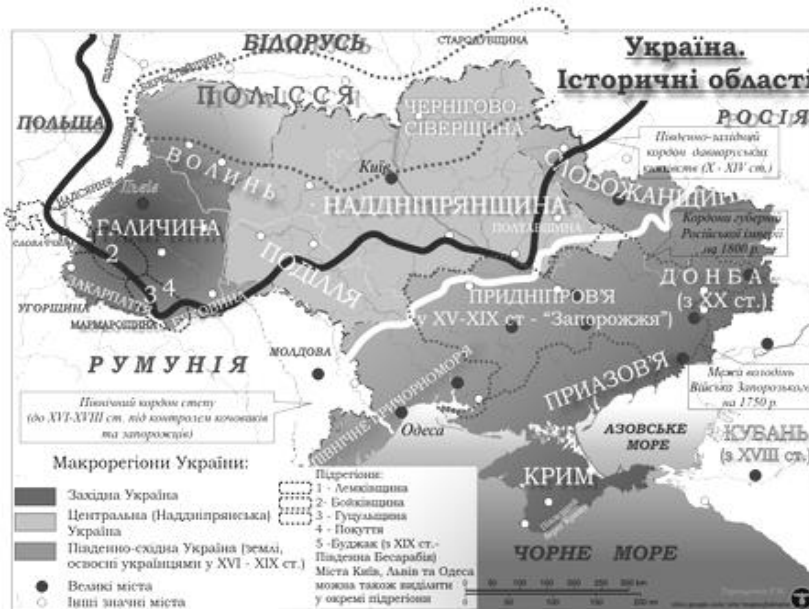 Україна.
Історичні області
БІЛОРУСЬ
СТАРОДУБЩИНА
ПОЛІССЯ
ПОЛЬЩА
ЧЕРНІГОВО-
СІВЕРЩИНА
РОСІЯ
Південно-західний
кордон давньоруських
князівств (X - XIV ст.)
ВОЛИНЬ
Київ
СЛОБОЖАНЩИНА
Львів
НАДСЯННЯ
НАДДНІПРЯНЩИНА
ПОЛТАВЩИНА
ГАЛИЧИНА
1
2
3
4
Кордони губерній
Російської імперії
на 1800 р.
ПОДІЛЛЯ
ЗАКАРПАТТЯ
БУКОВИНА
УГОРЩИНА
МАРМАРОЩИНА
ДОНБАС
(з XX ст.)
ПРИДНІПРОВ'Я
у XV-XIX ст - "Запорожжя")
РУМУНІЯ
МОЛДОВА
Межа володінь
Війська Запорозького
на 1750 р.
ПРИАЗОВ'Я
Північний кордон степу
(до XVI-XVIII ст. під контролем кочовиків
та запорожців)
ПІВНІЧНЕ ПРИЧОРНОМОР'Я
Одеса
АЗОВСЬКЕ
МОРЕ
КУБАНЬ
(з XVIII ст.)
КРИМ
ЧОРНЕ МОРЕ
Макрорегіони України:
Західна Україна
Центральна (Наддніпрянська)
Україна
Південно-східна Україна (землі,
освоєні українцями у XVI - XIX ст.)
Великі міста
Інші значні міста
Підрегіони:
1 - Лемківщина
2- Бойківщина
3 - Гуцульщина
4 - Покуття
5 -Буджак (з XIX ст.-
Південна Бесарабія)
Міста Київ, Львів та Одеса
можна також виділити
у окремі підрегіони